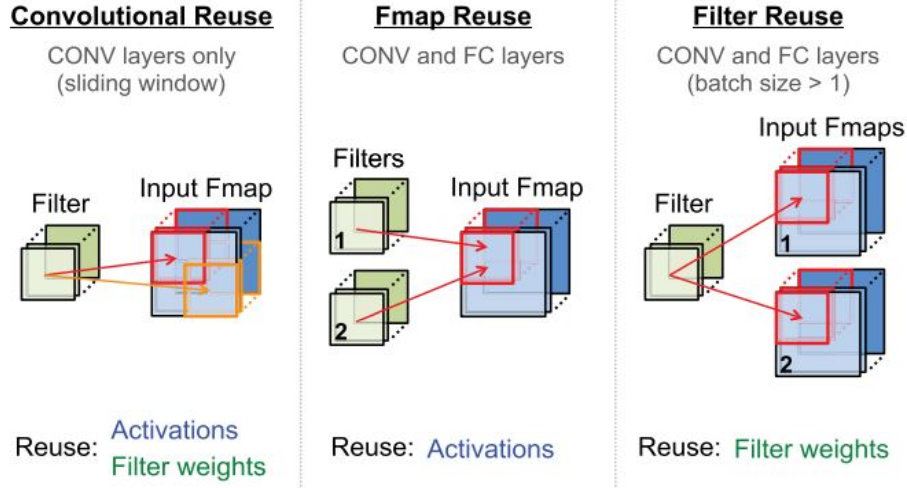 Convolutional Reuse
CONV layers only
(sliding window)
Filter
Input Fmap
Reuse:
Activations
Filter weights
Fmap Reuse
CONV and FC layers
Filters
Input Fmap
1
2
Reuse: Activations
Filter Reuse
CONV and FC layers
(batch size > 1)
Input Fmaps
Filter
1
2
Reuse: Filter weights